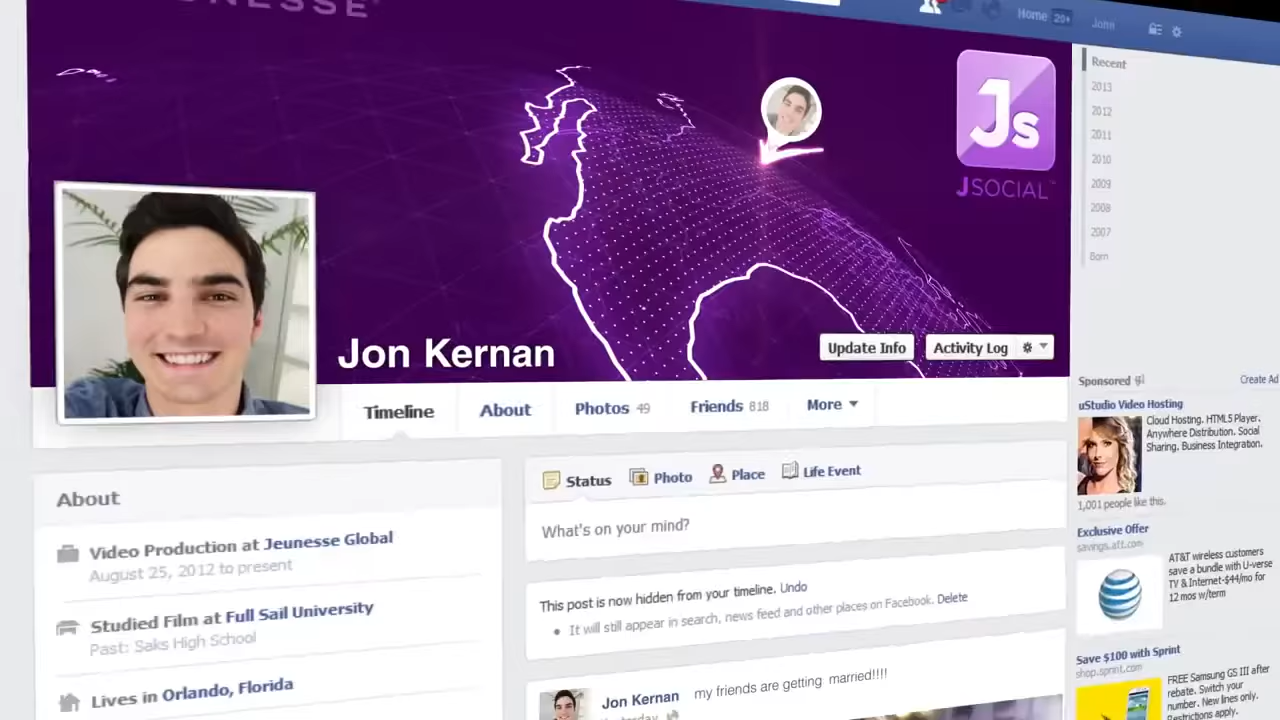 JEUNESSE
Home 20+
John
Js
JSOCIAL™
Jon Kernan
Update Info
Activity Log
Timeline
About
Photos 49
Friends 818
More
About
Video Production at Jeunesse Global
August 25, 2012 to present
Studied Film at Full Sail University
Past: Saks High School
Lives in Orlando, Florida
Status
Photo
Place
Life Event
What's on your mind?
This post is now hidden from your timeline. Undo
• It will still appear in search, news feed and other places on Facebook. Delete
Jon Kernan my friends are getting married!!!!
Yesterday
Recent
2013
2012
2011
2010
2009
2008
2007
Born
Sponsored
Create Ad
uStudio Video Hosting
Cloud Hosting. HTML5 Player.
Anywhere Distribution. Social
Sharing. Business Integration.
1,001 people like this.
Exclusive Offer
savings.att.com
AT&T wireless customers
save a bundle with U-verse
TV & Internet-$44/mo for
12 mos w/term
Save $100 with Sprint
shop.sprint.com
FREE Samsung GS III after
rebate. Switch your
number. New lines only.
Restrictions apply.